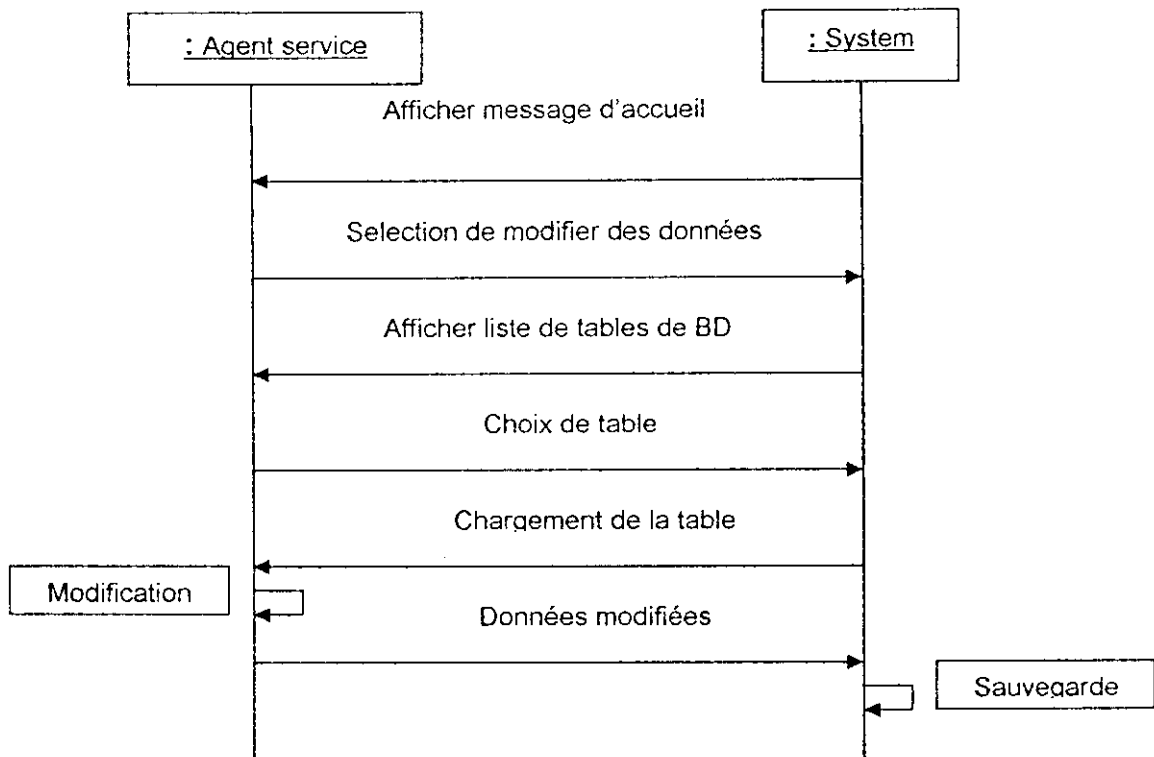 : Agent service
: System
Afficher message d'accueil
Selection de modifier des données
Afficher liste de tables de BD
Choix de table
Chargement de la table
Modification
Données modifiées
Sauvegarde